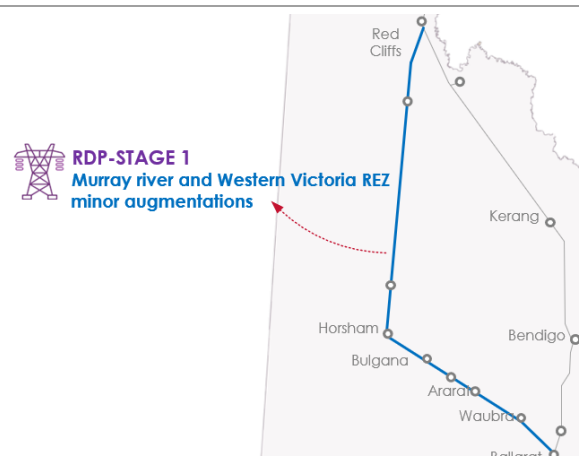 Red
Cliffs
RDP-STAGE 1
Murray river and Western Victoria REZ
minor augmentations
Kerang
Horsham
Bendigo
Bulgana
Ararat
Waubra
Ballarat